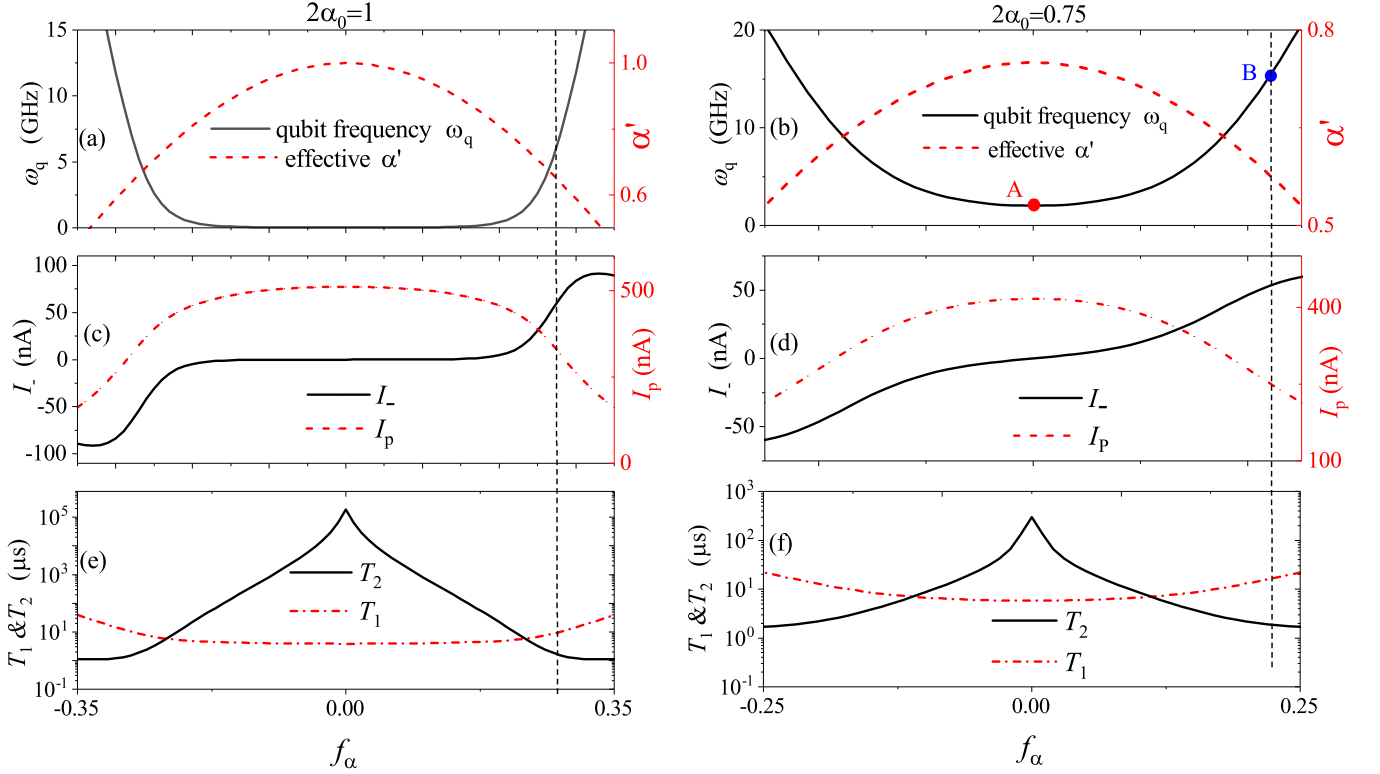 2α₀=1
15
10
5
0
ω_q (GHz)
(a)
qubit frequency ω_q
effective α'
1.0
0.6
α'
2α₀=0.75
20
10
0
ω_q (GHz)
(b)
qubit frequency ω_q
effective α'
A
B
0.8
0.5
α'
100
50
0
-50
-100
I_- (nA)
(c)
I_-
I_p
500
0
I_p (nA)
50
0
-50
I_- (nA)
(d)
I_-
I_P
400
100
I_p (nA)
10⁵
10³
10¹
10⁻¹
T₁ &T₂ (μs)
(e)
T₂
T₁
-0.35
0.00
0.35
f_α
10³
10²
10¹
10⁰
10⁻¹
T₁ &T₂ (μs)
(f)
T₂
T₁
-0.25
0.00
0.25
f_α